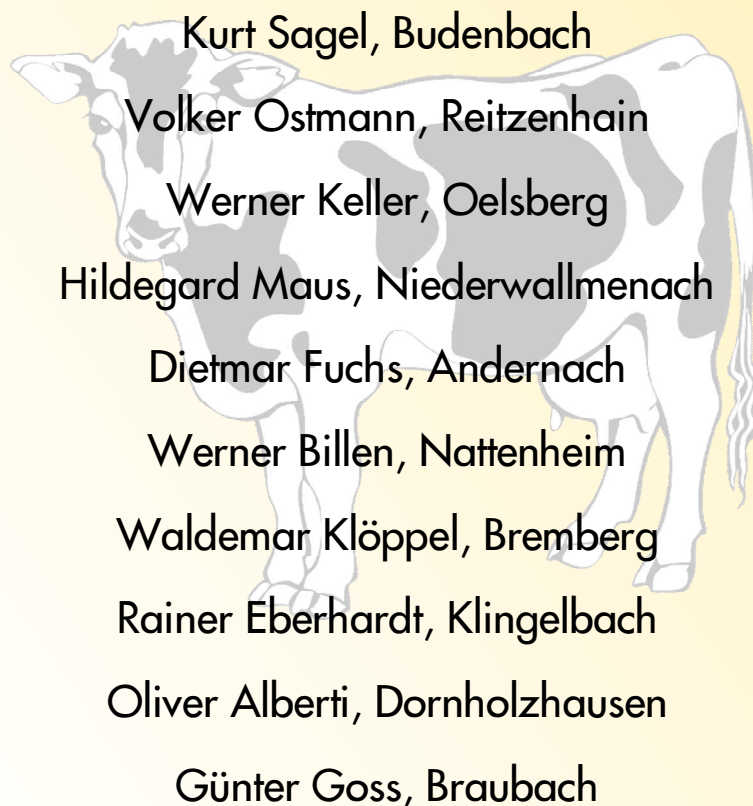 Kurt Sagel, Budenbach
Volker Ostmann, Reitzenhain
Werner Keller, Oelsberg
Hildegard Maus, Niederwallmenach
Dietmar Fuchs, Andernach
Werner Billen, Nattenheim
Waldemar Klöppel, Bremberg
Rainer Eberhardt, Klingelbach
Oliver Alberti, Dornholzhausen
Günter Goss, Braubach